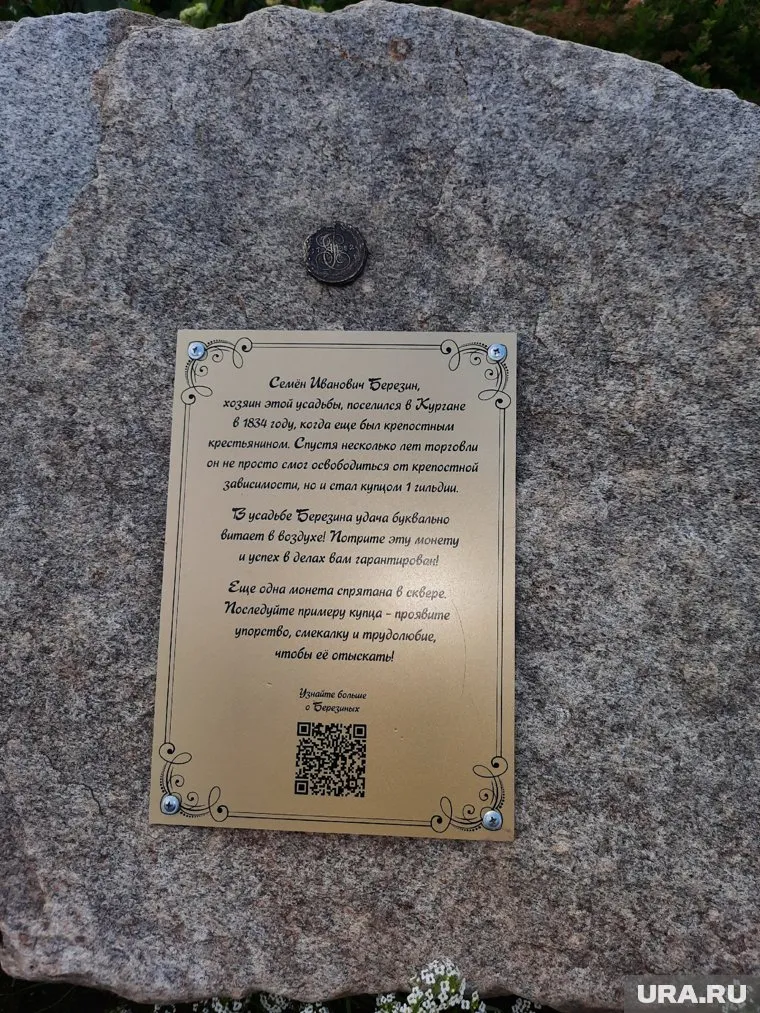 Семён Иванович Березин,
хозяин этой усадьбы, поселился в Кургане
в 1834 году, когда еще был крепостным
крестьянином. Спустя несколько лет торговли
он не просто смог освободиться от крепостной
зависимости, но и стал купцом 1 гильдии.
В усадьбе Березина удача буквально
витает в воздухе! Потрите эту монету
и успех в делах вам гарантирован!
Еще одна монета спрятана в сквере.
Последуйте примеру купца - проявите
упорство, смекалку и трудолюбие,
чтобы её отыскать!
Узнайте больше
о Березиных
URA.RU